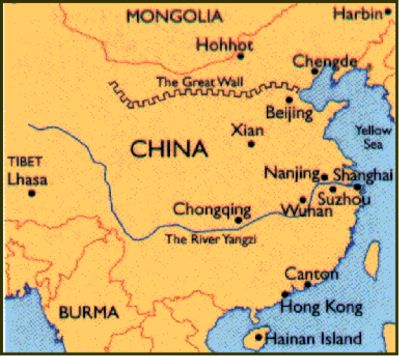 MONGOLIA
Harbin
Hohhot
Chengde
The Great Wall
Beijing
Xian
Yellow
Sea
CHINA
TIBET
Lhasa
Nanjing
Shanghai
Suzhou
Wuhan
Chongqing
The River Yangzi
Canton
Hong Kong
BURMA
Hainan Island